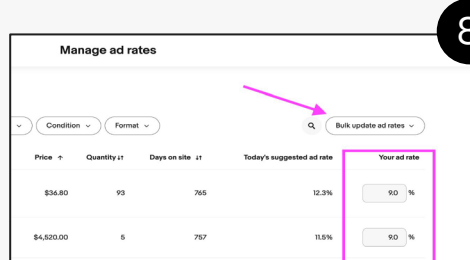 8
Manage ad rates
Condition Format Bulk update ad rates
Price ↑ Quantity ↓↑ Days on site ↓↑ Today's suggested ad rate Your ad rate
$36.80 93 765 12.3% 9.0 %
$4,520.00 5 757 11.5% 9.0 %